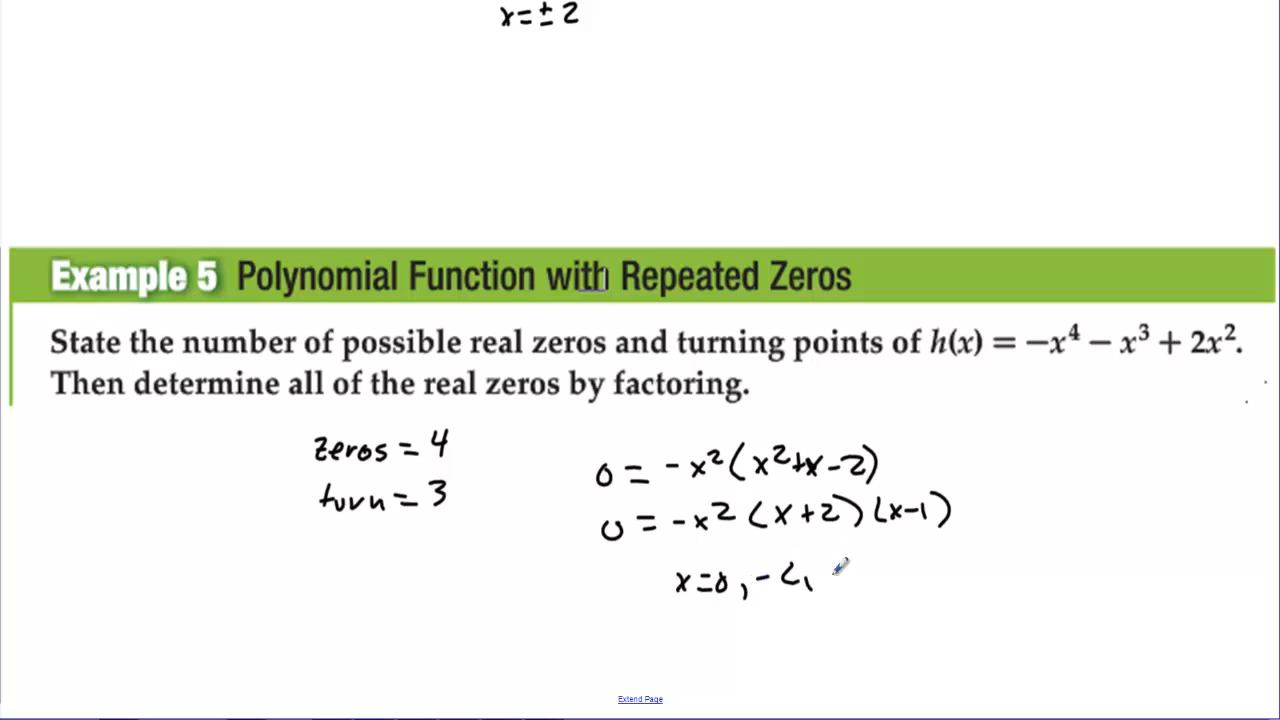 x = ± 2
Example 5 Polynomial Function with Repeated Zeros
State the number of possible real zeros and turning points of h(x) = −x⁴ − x³ + 2x².
Then determine all of the real zeros by factoring.
zeros = 4
turn = 3
0 = -x² (x² + x - 2)
0 = -x² (x + 2) (x - 1)
x = 0, - 2,
Extend Page